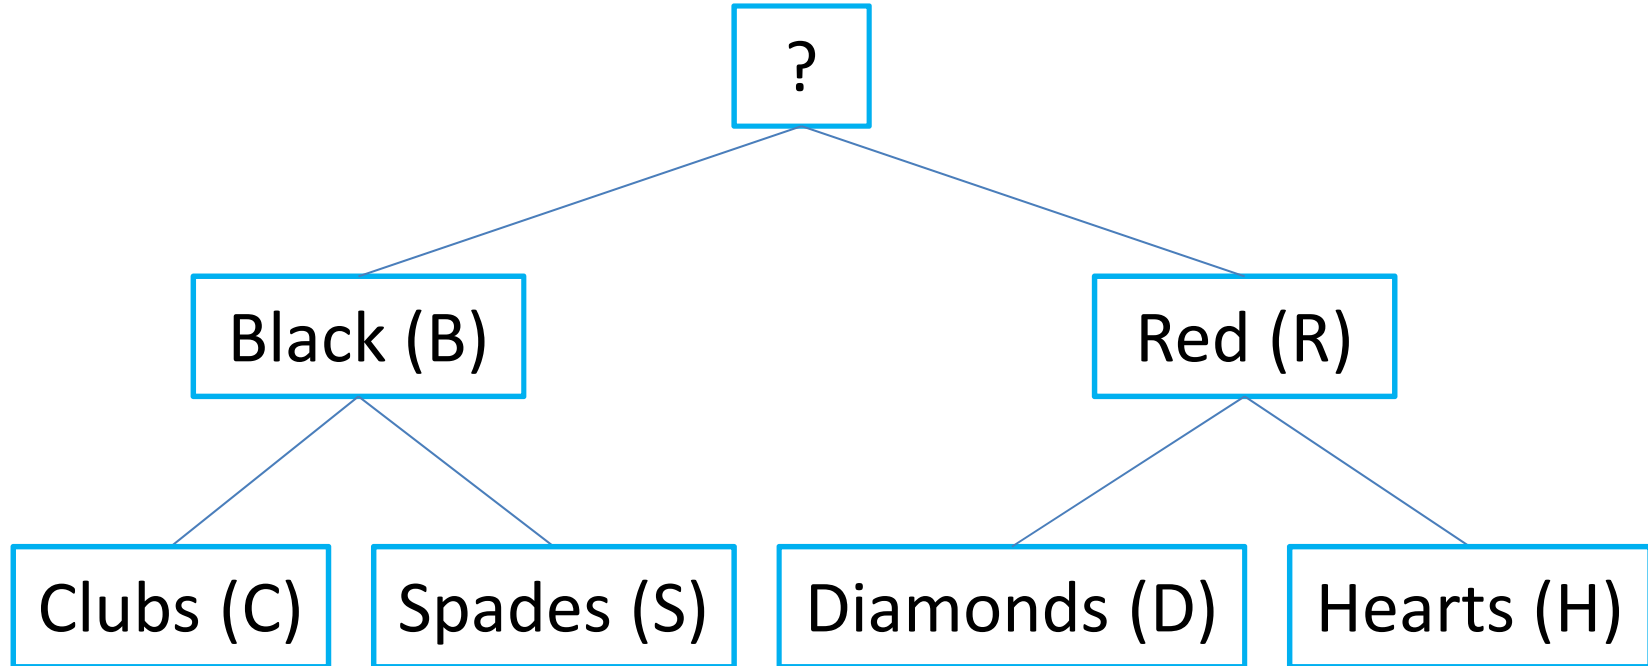 ?
Black (B)
Red (R)
Clubs (C)
Spades (S)
Diamonds (D)
Hearts (H)